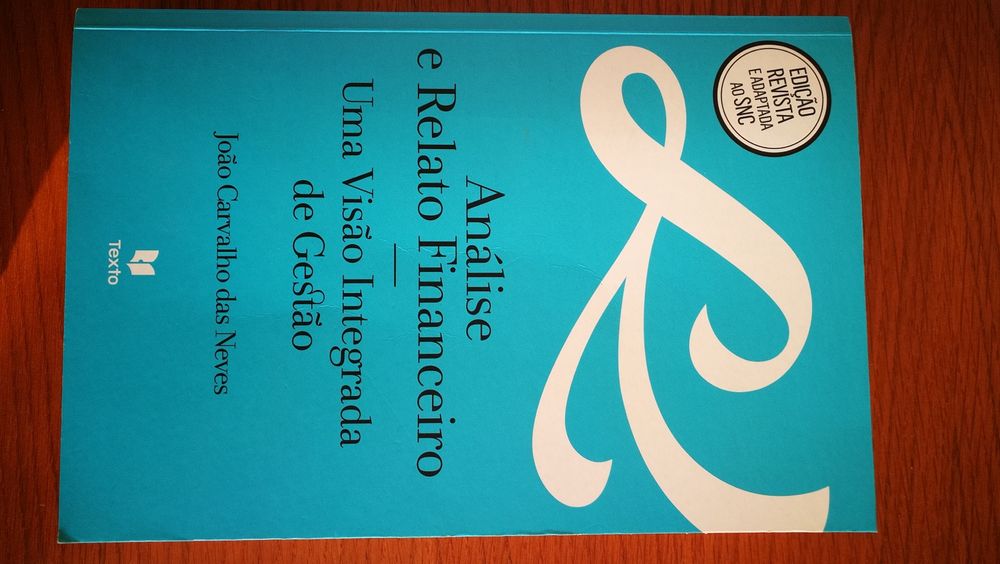 EDIÇÃO
REVISTA
E ADAPTADA
AO SNC
Análise
e Relato Financeiro
Uma Visão Integrada
de Gestão
João Carvalho das Neves
Texto